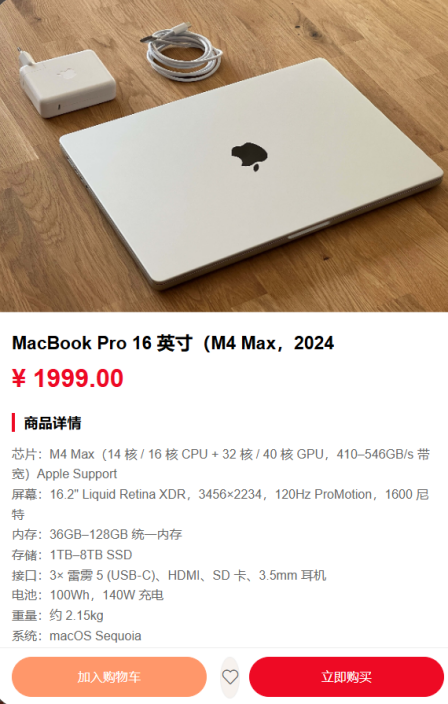 MacBook Pro 16 英寸（M4 Max，2024
¥ 1999.00
商品详情
芯片：M4 Max（14 核 / 16 核 CPU + 32 核 / 40 核 GPU，410–546GB/s 带
宽）Apple Support
屏幕：16.2" Liquid Retina XDR，3456×2234，120Hz ProMotion，1600 尼
特
内存：36GB–128GB 统一内存
存储：1TB–8TB SSD
接口：3× 雷雳 5 (USB-C)、HDMI、SD 卡、3.5mm 耳机
电池：100Wh，140W 充电
重量：约 2.15kg
系统：macOS Sequoia
加入购物车
立即购买